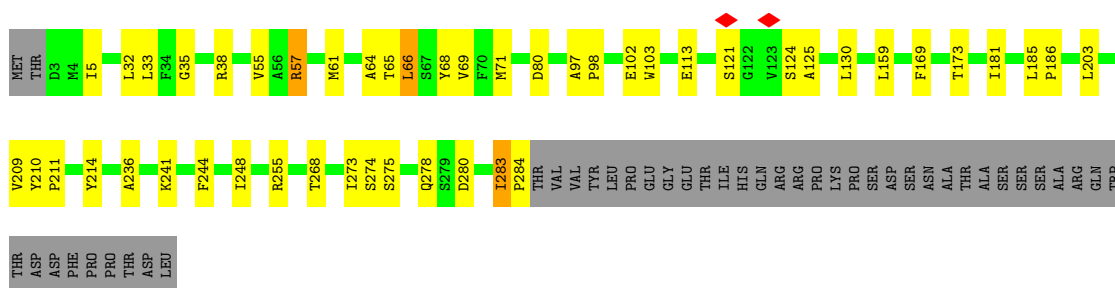 MET THR D3 M4 I5 L32 L33 F34 G35 R38 V55 A56 R57 M61 A64 T65 L66 S67 Y68 V69 F70 M71 D80 A97 P98 E102 W103 E113 S121 G122 V123 S124 A125 L130 L159 F169 T173 I181 L185 P186 L203
V209 Y210 P211 Y214 A236 K241 F244 I248 R255 T268 I273 S274 S275 Q278 S279 D280 I283 P284 THR VAL VAL TYR LEU PRO GLU GLY GLU THR ILE HIS GLN ARG ARG PRO LYS PRO SER ASP SER ASN ALA THR ALA SER SER SER ALA ARG GLN TRP
THR ASP ASP PHE PRO PRO THR ASP LEU